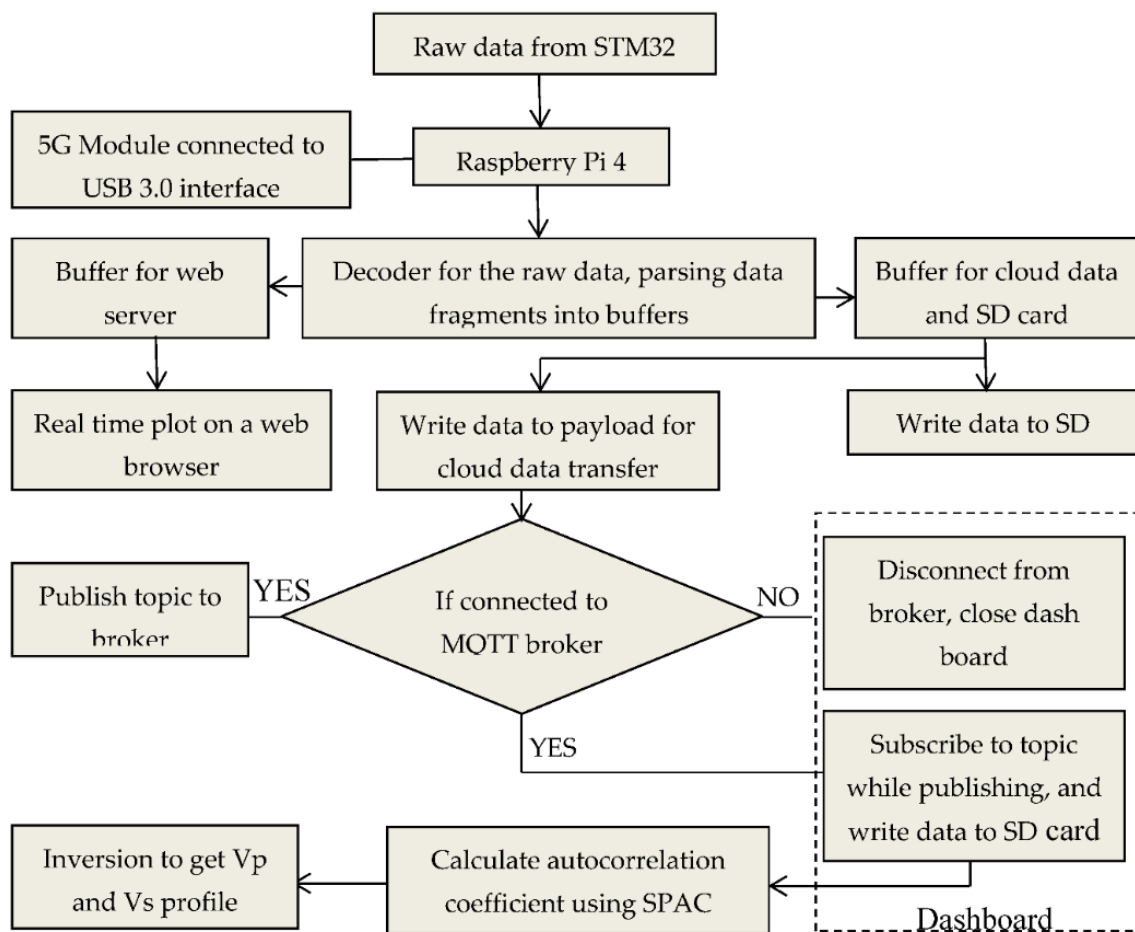 Raw data from STM32
5G Module connected to
USB 3.0 interface
Raspberry Pi 4
Buffer for web
server
Decoder for the raw data, parsing data
fragments into buffers
Buffer for cloud data
and SD card
Real time plot on a web
browser
Write data to payload for
cloud data transfer
Write data to SD
Publish topic to
broker
YES
If connected to
MQTT broker
NO
Disconnect from
broker, close dash
board
YES
Subscribe to topic
while publishing, and
write data to SD card
Inversion to get Vp
and Vs profile
Calculate autocorrelation
coefficient using SPAC
Dashboard